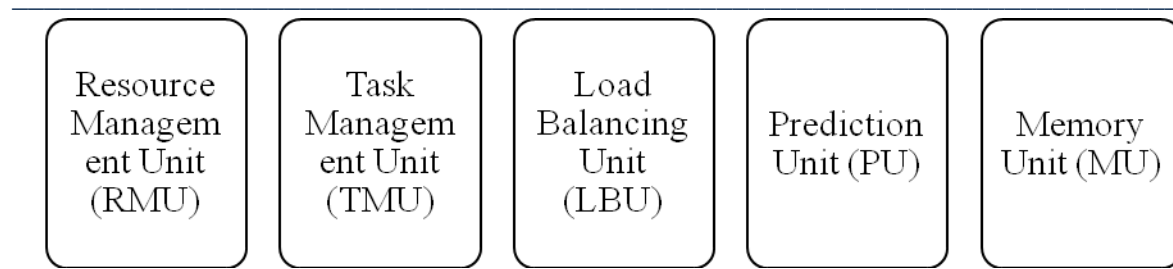 Resource
Managem
ent Unit
(RMU)
Task
Managem
ent Unit
(TMU)
Load
Balancing
Unit
(LBU)
Prediction
Unit (PU)
Memory
Unit (MU)